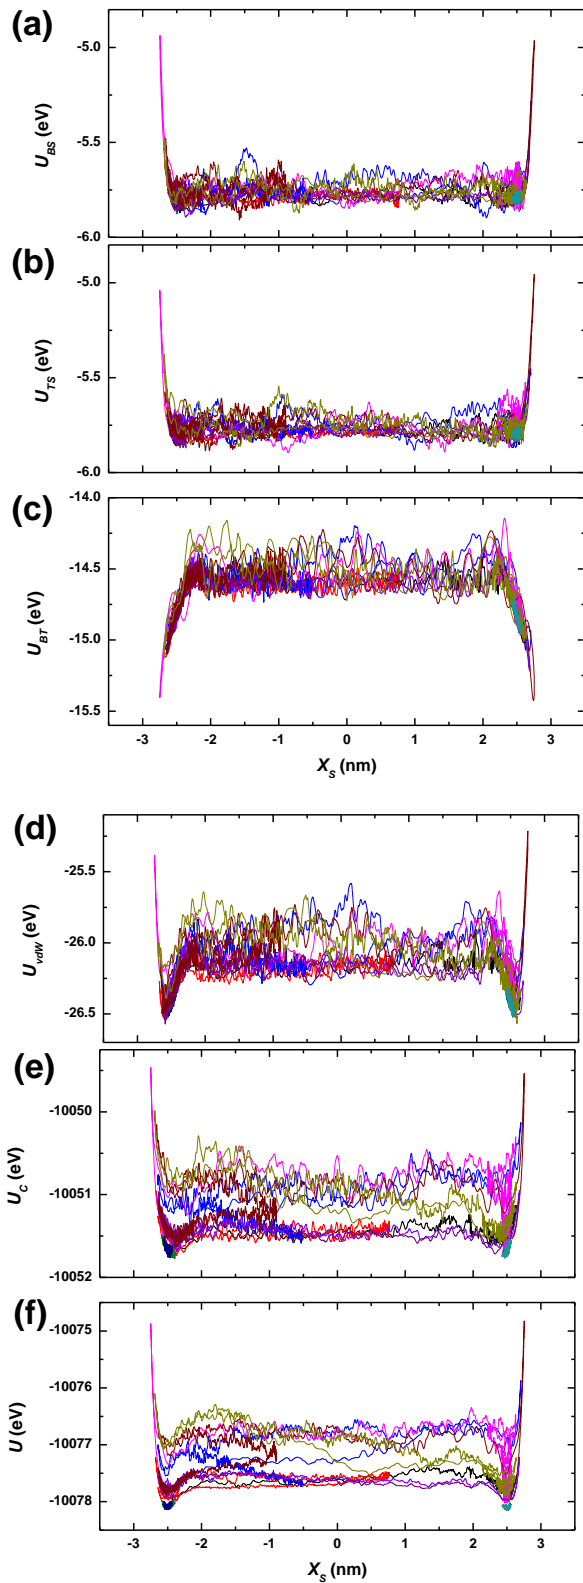 (a)
U_BS (eV)
-5.0
-5.5
-6.0
(b)
U_TS (eV)
-5.0
-5.5
-6.0
(c)
U_BT (eV)
-14.0
-14.5
-15.0
-15.5
-3 -2 -1 0 1 2 3
X_S (nm)
(d)
U_vdW (eV)
-25.5
-26.0
-26.5
(e)
U_C (eV)
-10050
-10051
-10052
(f)
U (eV)
-10075
-10076
-10077
-10078
-3 -2 -1 0 1 2 3
X_S (nm)